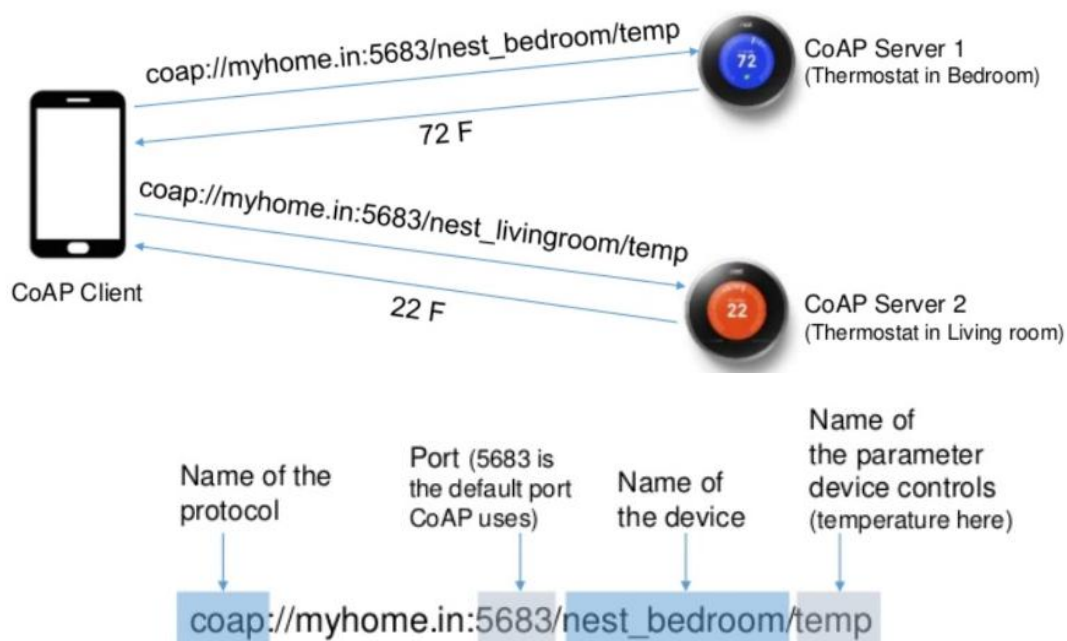 coap://myhome.in:5683/nest_bedroom/temp
72
CoAP Server 1
(Thermostat in Bedroom)
72 F
coap://myhome.in:5683/nest_livingroom/temp
CoAP Client
22 F
22
CoAP Server 2
(Thermostat in Living room)
Name of the
protocol
Port (5683 is
the default port
CoAP uses)
Name of
the device
Name of
the parameter
device controls
(temperature here)
coap://myhome.in:5683/nest_bedroom/temp